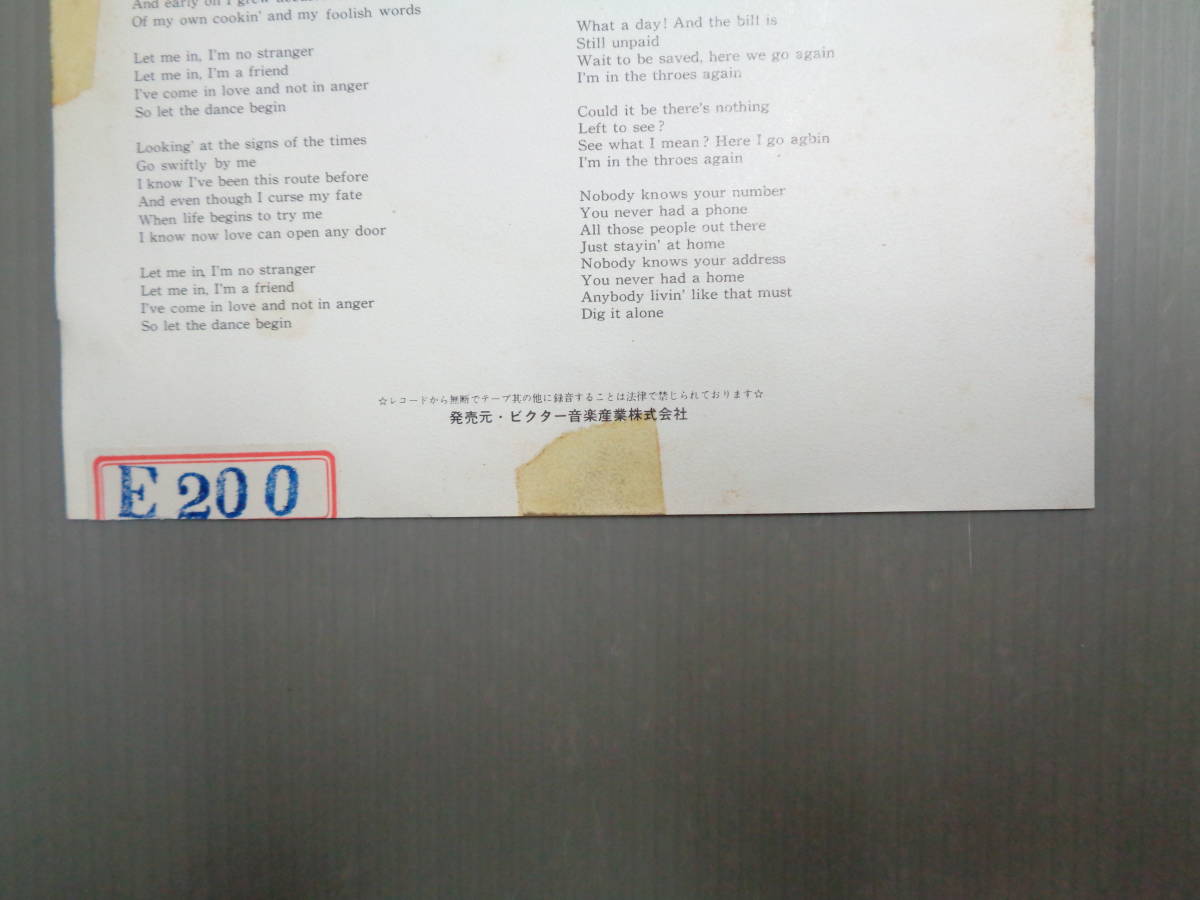 And early on I grew
Of my own cookin' and my foolish words
Let me in, I'm no stranger
Let me in, I'm a friend
I've come in love and not in anger
So let the dance begin
Looking' at the signs of the times
Go swiftly by me
I know I've been this route before
And even though I curse my fate
When life begins to try me
I know now love can open any door
Let me in, I'm no stranger
Let me in, I'm a friend
I've come in love and not in anger
So let the dance begin
What a day! And the bill is
Still unpaid
Wait to be saved, here we go again
I'm in the throes again
Could it be there's nothing
Left to see?
See what I mean? Here I go agbin
I'm in the throes again
Nobody knows your number
You never had a phone
All those people out there
Just stayin' at home
Nobody knows your address
You never had a home
Anybody livin' like that must
Dig it alone
☆レコードから無断でテープ其の他に録音することは法律で禁じられております☆
発売元・ビクター音楽産業株式会社
E 200